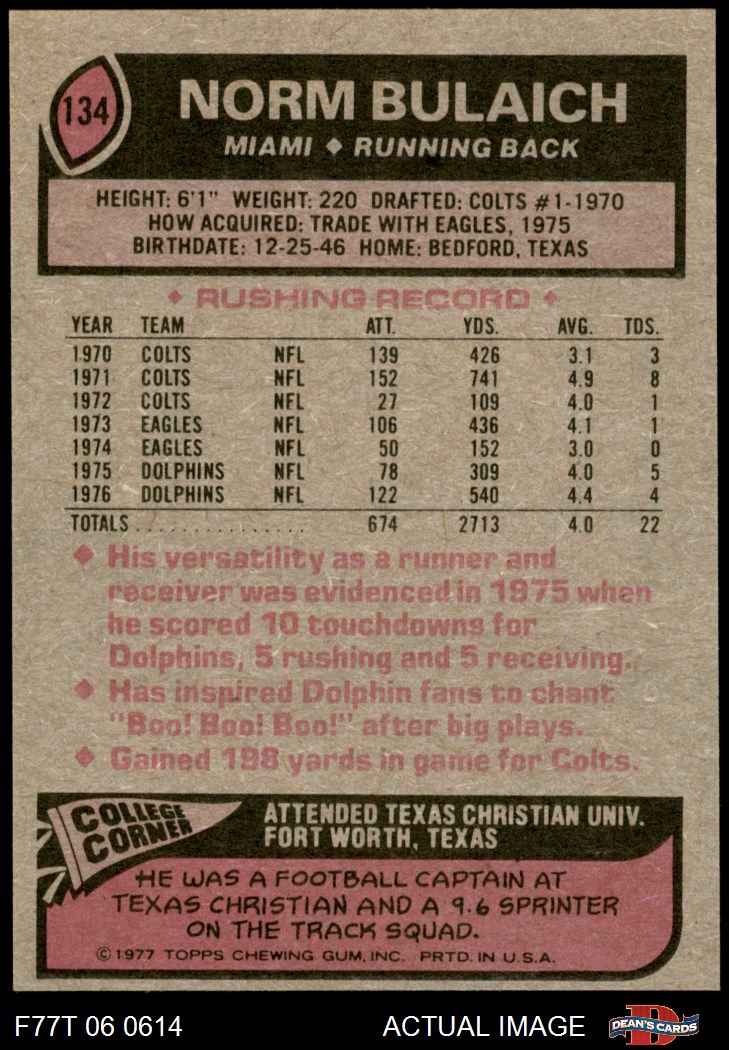 134
NORM BULAICH
MIAMI ◆ RUNNING BACK
HEIGHT: 6'1" WEIGHT: 220 DRAFTED: COLTS #1-1970
HOW ACQUIRED: TRADE WITH EAGLES, 1975
BIRTHDATE: 12-25-46 HOME: BEDFORD, TEXAS
◆ RUSHING RECORD ◆
YEAR TEAM ATT. YDS. AVG. TDS.
1970 COLTS NFL 139 426 3.1 3
1971 COLTS NFL 152 741 4.9 8
1972 COLTS NFL 27 109 4.0 1
1973 EAGLES NFL 106 436 4.1 1
1974 EAGLES NFL 50 152 3.0 0
1975 DOLPHINS NFL 78 309 4.0 5
1976 DOLPHINS NFL 122 540 4.4 4
TOTALS ............... 674 2713 4.0 22
◆ His versatility as a runner and
receiver was evidenced in 1975 when
he scored 10 touchdowns for
Dolphins, 5 rushing and 5 receiving.
◆ Has inspired Dolphin fans to chant
"Boo! Boo! Boo!" after big plays.
◆ Gained 198 yards in game for Colts.
COLLEGE
CORNER
ATTENDED TEXAS CHRISTIAN UNIV.
FORT WORTH, TEXAS
HE WAS A FOOTBALL CAPTAIN AT
TEXAS CHRISTIAN AND A 9.6 SPRINTER
ON THE TRACK SQUAD.
©1977 TOPPS CHEWING GUM, INC. PRTD. IN U.S.A.
F77T 06 0614
ACTUAL IMAGE
DEAN'S CARDS